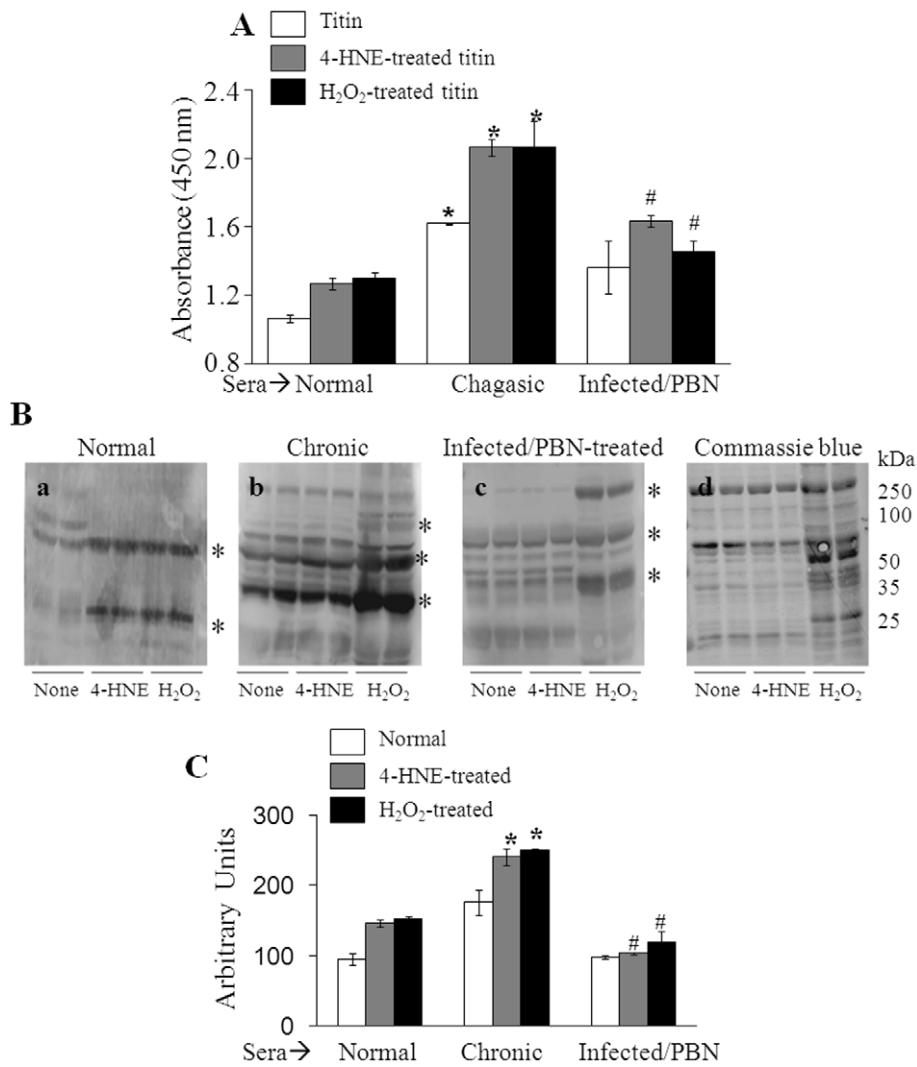 A
Titin
4-HNE-treated titin
H₂O₂-treated titin
Absorbance (450 nm)
2.4
2.0
1.6
1.2
0.8
*
*
*
#
#
Sera→ Normal Chagasic Infected/PBN
B
Normal Chronic Infected/PBN-treated Commassie blue
kDa
a b c d
250
100
50
35
25
*
*
*
*
*
*
*
*
None 4-HNE H₂O₂ None 4-HNE H₂O₂ None 4-HNE H₂O₂ None 4-HNE H₂O₂
C
Normal
4-HNE-treated
H₂O₂-treated
Arbitrary Units
300
200
100
0
*
*
#
#
Sera→ Normal Chronic Infected/PBN